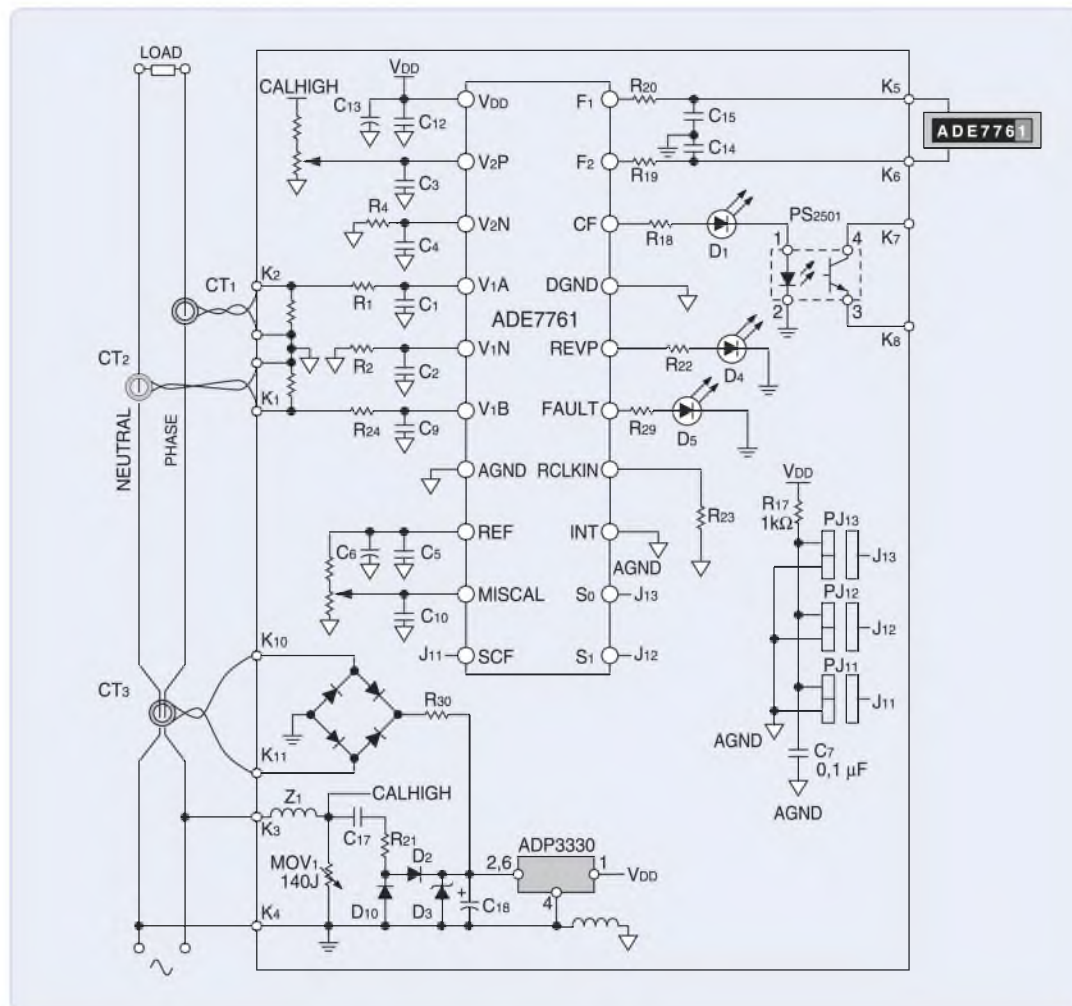 LOAD
CALHIGH
VDD
C13
C12
VDD
F1
R20
K5
C15
C14
ADE7761
V2P
F2
R19
K6
C3
R4
V2N
CF
R18
D1
PS2501
K7
1
4
C4
2
3
K8
CT1
K2
R1
V1A
C1
DGND
ADE7761
CT2
R2
V1N
C2
REVP
R22
D4
K1
R24
V1B
C9
FAULT
R29
D5
NEUTRAL
PHASE
AGND
RCLKIN
R23
VDD
R17
1kΩ
PJ13
J13
C6
C5
REF
INT
AGND
PJ12
J12
MISCAL
C10
S0
J13
PJ11
J11
J11
SCF
S1
J12
AGND
C7
0,1 µF
AGND
K10
CT3
R30
K11
Z1
CALHIGH
K3
C17
R21
MOV1
140J
D2
ADP3330
2,6
1
VDD
4
D10
D3
+
C18
K4